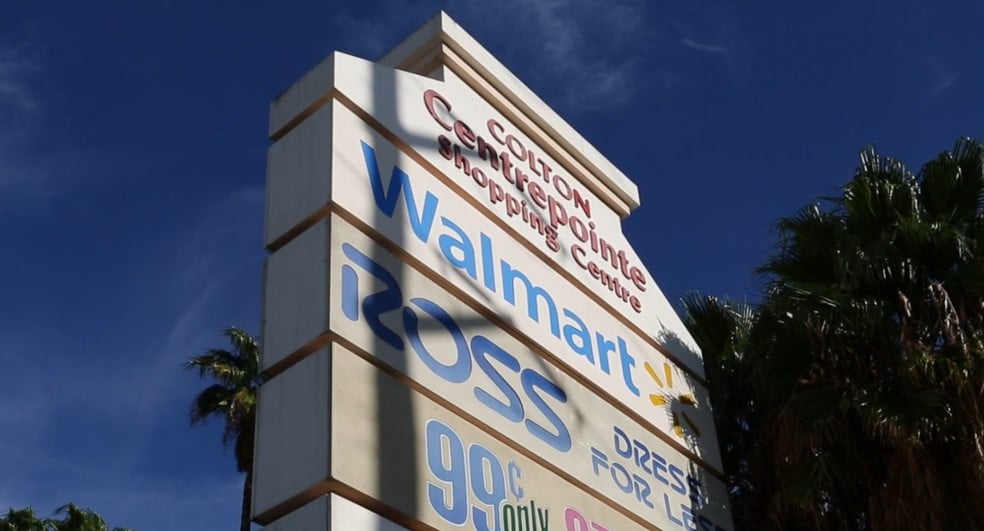 COLTON
Centrepointe
Shopping Centre
Walmart
ROSS
DRESS
FOR LESS
99¢
only